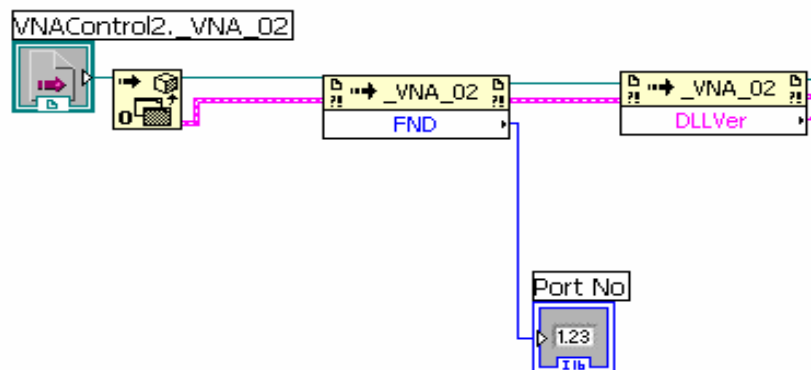 VNAControl2._VNA_02
_VNA_02
FND
_VNA_02
DLLVer
Port No
1.23